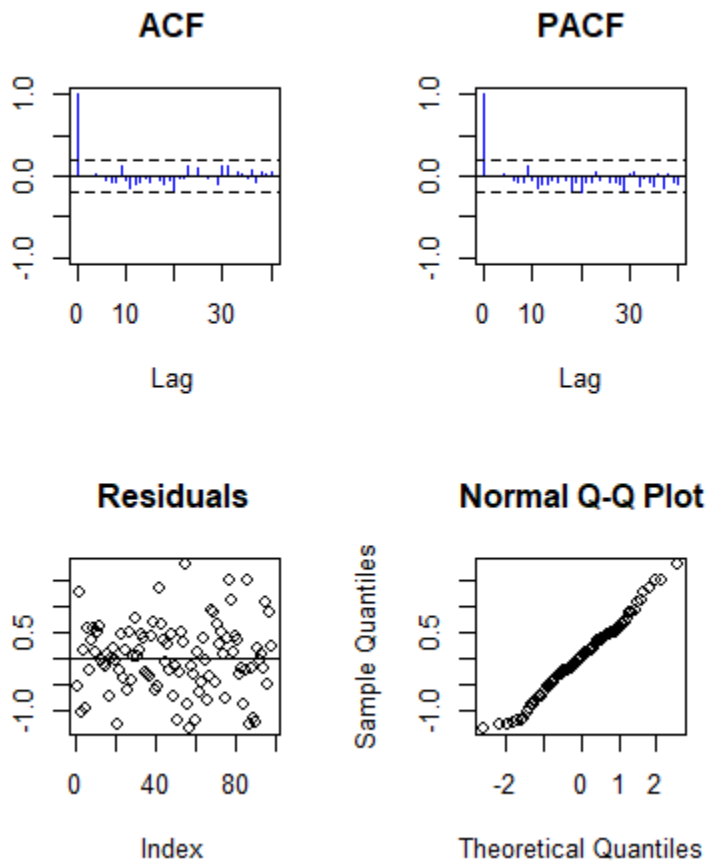 ACF
PACF
1.0
0.0
-1.0
0 10 30
Lag
1.0
0.0
-1.0
0 10 30
Lag
Residuals
Normal Q-Q Plot
0.5
-1.0
0 40 80
Index
Sample Quantiles
0.5
-1.0
-2 0 1 2
Theoretical Quantiles